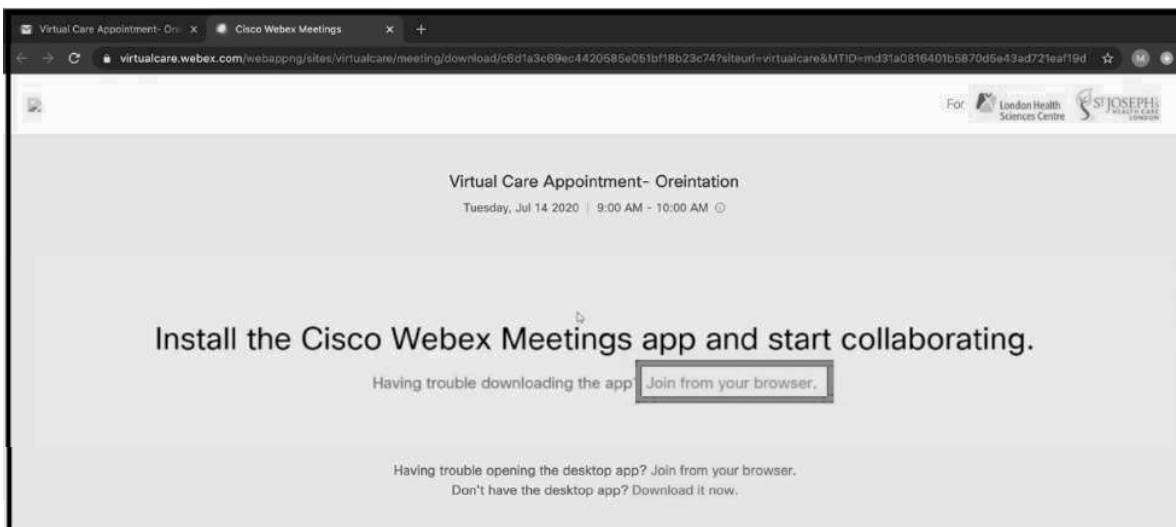 Virtual Care Appointment- Ore
Cisco Webex Meetings
virtualcare.webex.com/webappng/sites/virtualcare/meeting/download/c6d1a3c69ec4420585e051bf18b23c74?siteurl=virtualcare&MTID=md31a0816401b5870d5e43ad721eaf19d
M
For London Health Sciences Centre
ST JOSEPH'S HEALTH CARE LONDON
Virtual Care Appointment- Oreintation
Tuesday, Jul 14 2020 | 9:00 AM - 10:00 AM
Install the Cisco Webex Meetings app and start collaborating.
Having trouble downloading the app? Join from your browser.
Having trouble opening the desktop app? Join from your browser.
Don't have the desktop app? Download it now.